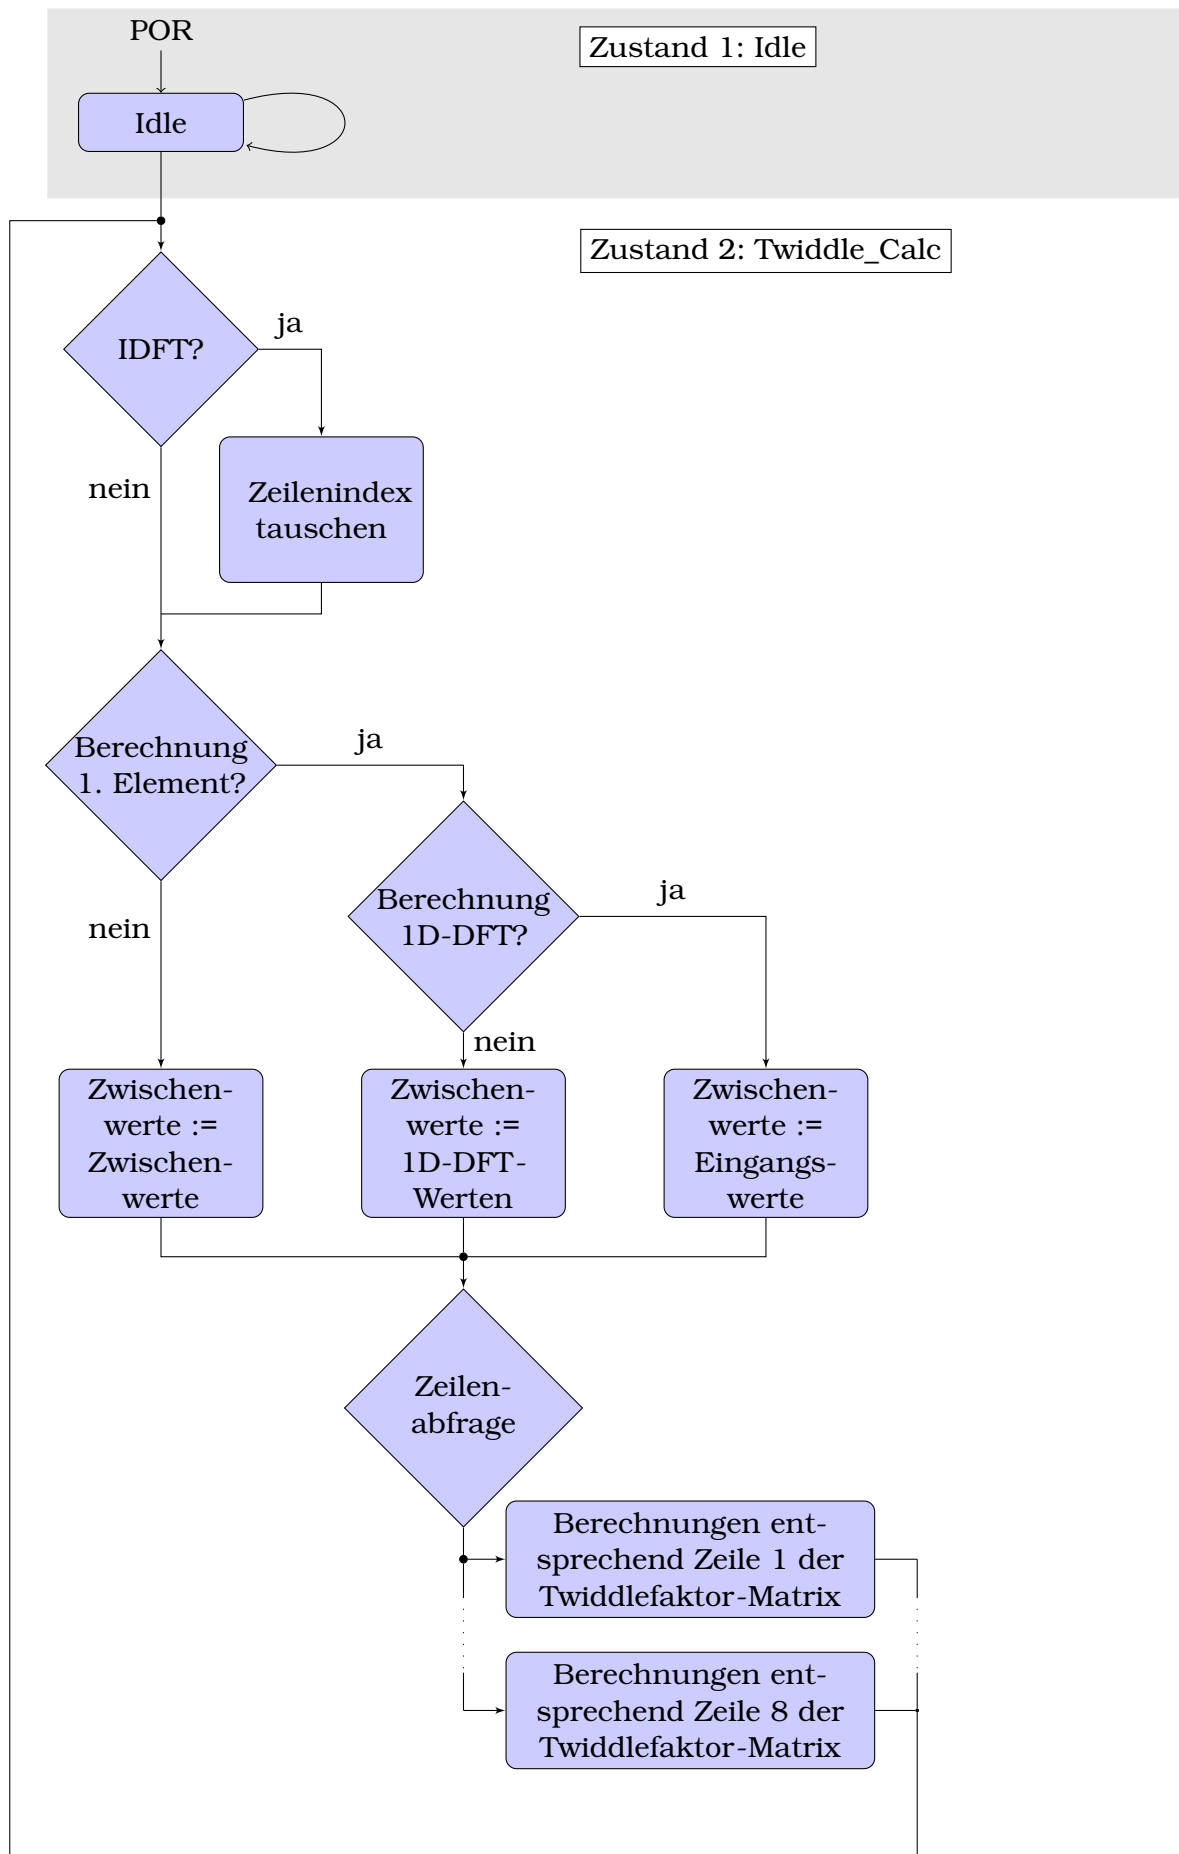 POR
Zustand 1: Idle
Idle
Zustand 2: Twiddle_Calc
ja
IDFT?
nein
Zeilenindex
tauschen
ja
Berechnung
1. Element?
ja
Berechnung
1D-DFT?
nein
nein
Zwischen-
werte :=
Zwischen-
werte
Zwischen-
werte :=
1D-DFT-
Werten
Zwischen-
werte :=
Eingangs-
werte
Zeilen-
abfrage
Berechnungen ent-
sprechend Zeile 1 der
Twiddlefaktor-Matrix
Berechnungen ent-
sprechend Zeile 8 der
Twiddlefaktor-Matrix